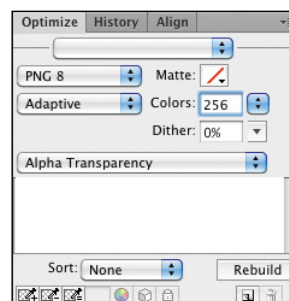 Optimize History Align
PNG 8 Matte:
Adaptive Colors: 256
Dither: 0%
Alpha Transparency
Sort: None Rebuild